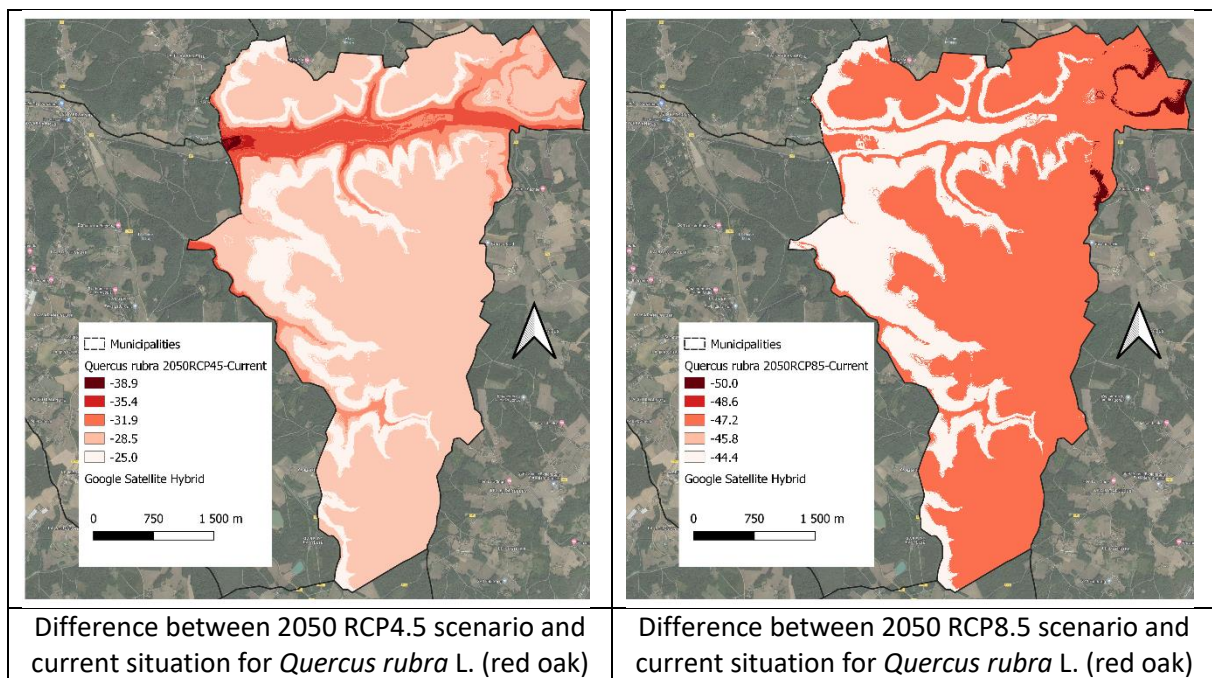 Municipalities
Quercus rubra 2050RCP45-Current
-38.9
-35.4
-31.9
-28.5
-25.0
Google Satellite Hybrid
0 750 1 500 m
Municipalities
Quercus rubra 2050RCP85-Current
-50.0
-48.6
-47.2
-45.8
-44.4
Google Satellite Hybrid
0 750 1 500 m
Difference between 2050 RCP4.5 scenario and
current situation for Quercus rubra L. (red oak)
Difference between 2050 RCP8.5 scenario and
current situation for Quercus rubra L. (red oak)